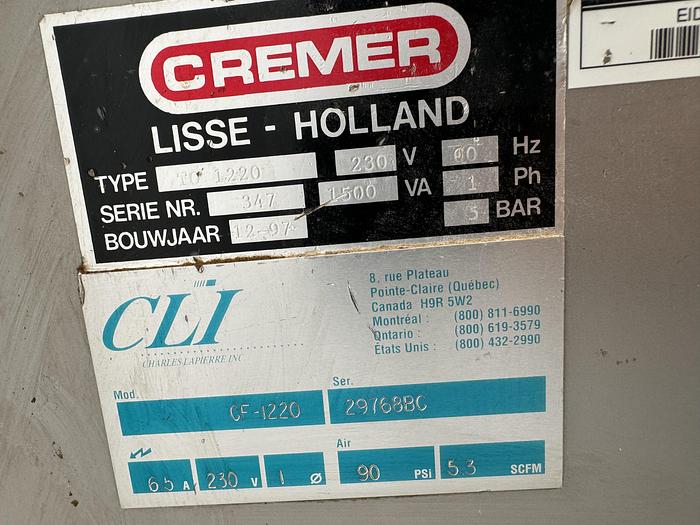 EID
CREMER
LISSE - HOLLAND
TYPE TC 1220 230 V 60 Hz
SERIE NR. 347 1500 VA 1 Ph
BOUWJAAR 12-97 5 BAR
CLI
CHARLES LAPIERRE INC
8, rue Plateau
Pointe-Claire (Québec)
Canada H9R 5W2
Montréal : (800) 811-6990
Ontario : (800) 619-3579
États Unis : (800) 432-2990
Mod. CF-1220
Ser. 29768BC
6.5 A 230 V 1 Ø
Air 90 PSi 5.3 SCFM